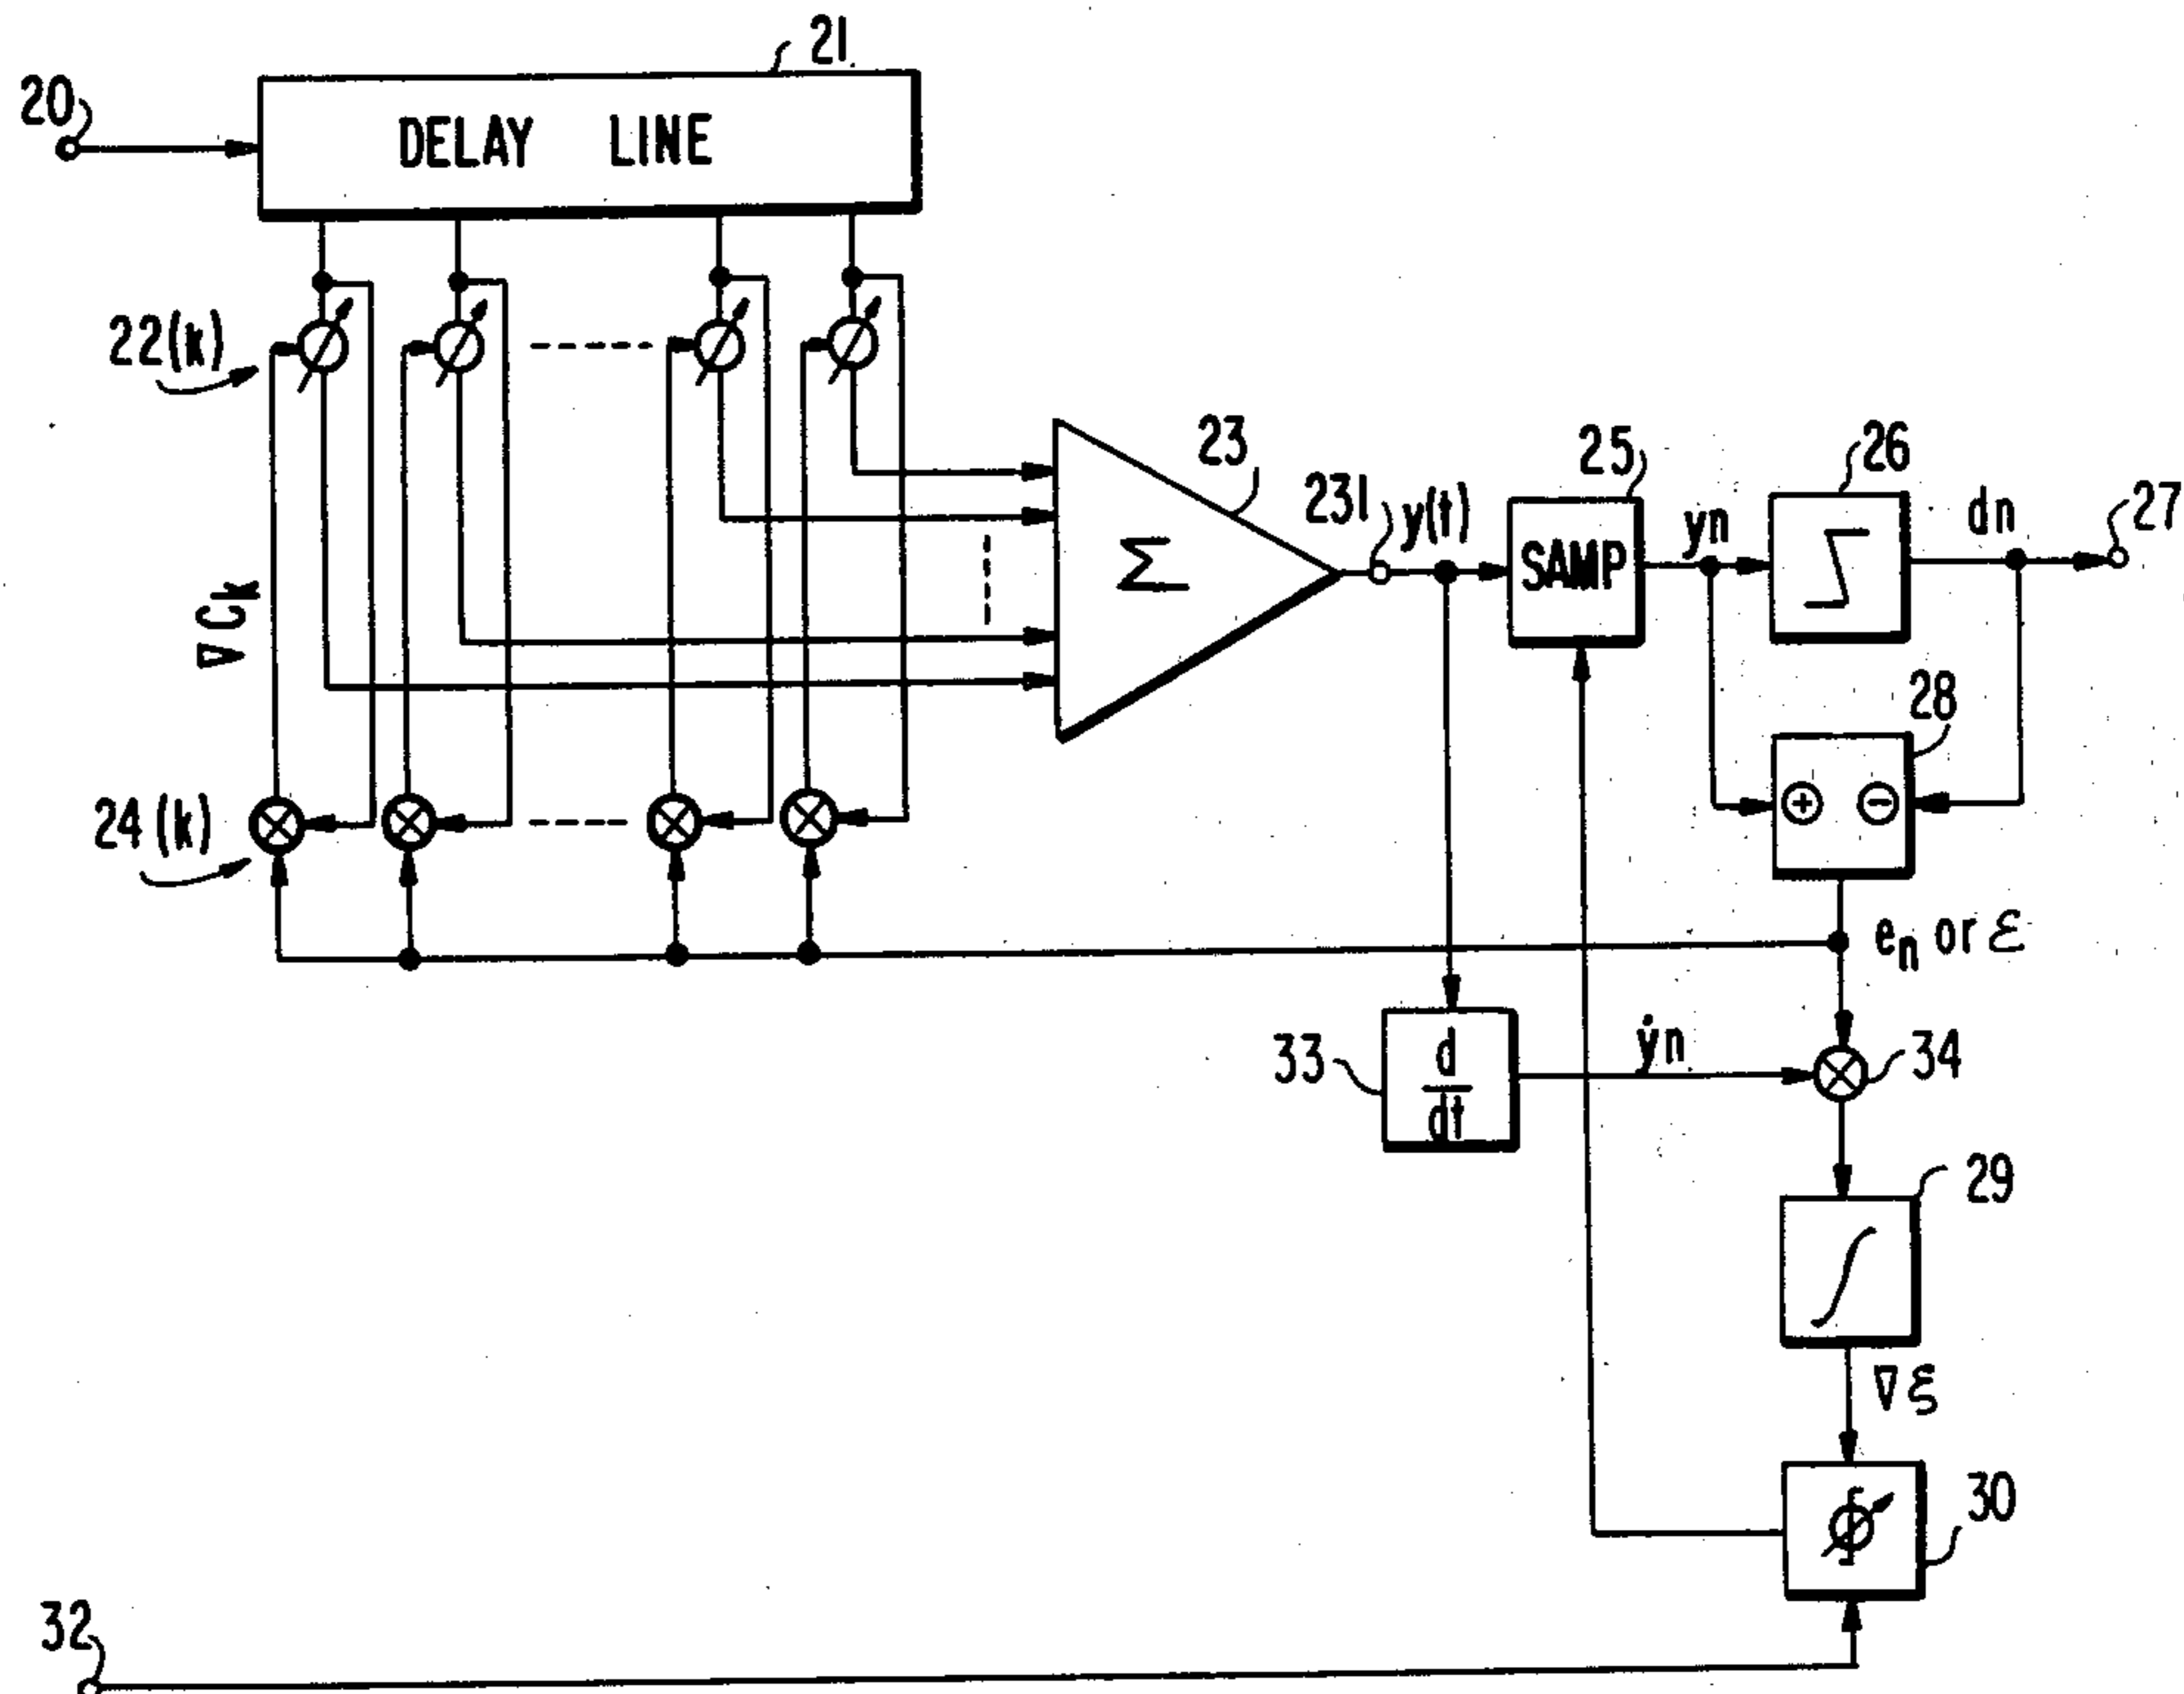 21
20
DELAY LINE
22(k)
23
231
y(t)
25
26
yn
dn
27
SAMP
Σ
∇ Ck
28
+
−
24(k)
en or ℰ
33
d
dt
ẏn
34
29
∇ℰ
30
ϕ
32